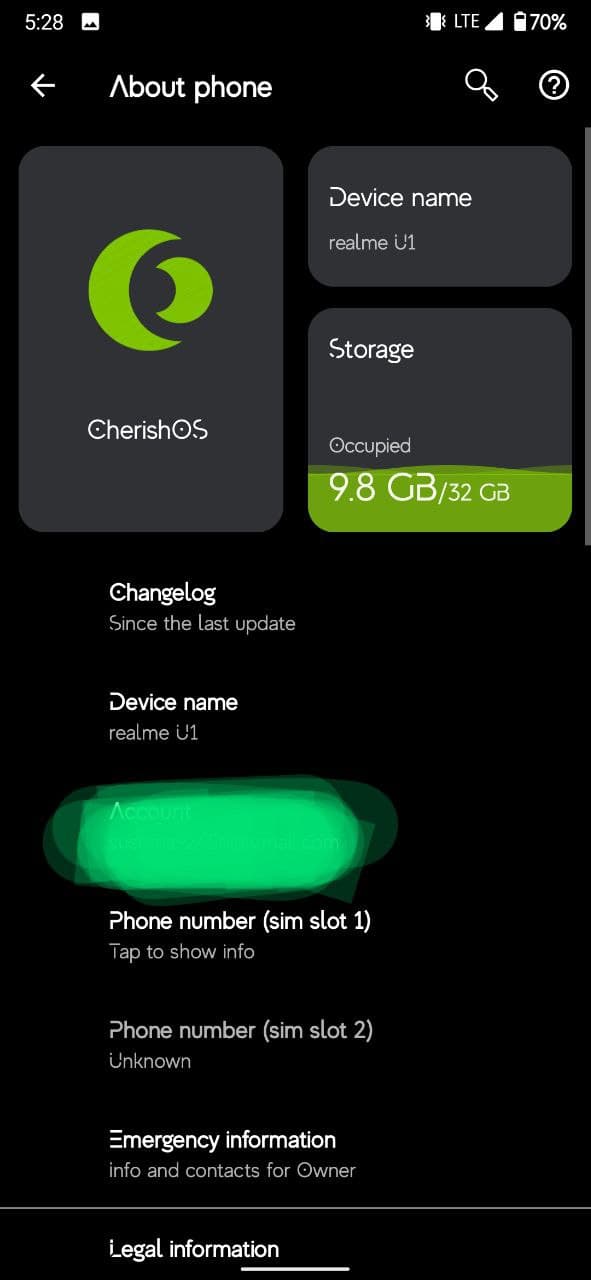 5:28 LTE 70%
About phone
CherishOS
Device name
realme U1
Storage
Occupied
9.8 GB/32 GB
Changelog
Since the last update
Device name
realme U1
Account
Phone number (sim slot 1)
Tap to show info
Phone number (sim slot 2)
Unknown
Emergency information
info and contacts for Owner
Legal information